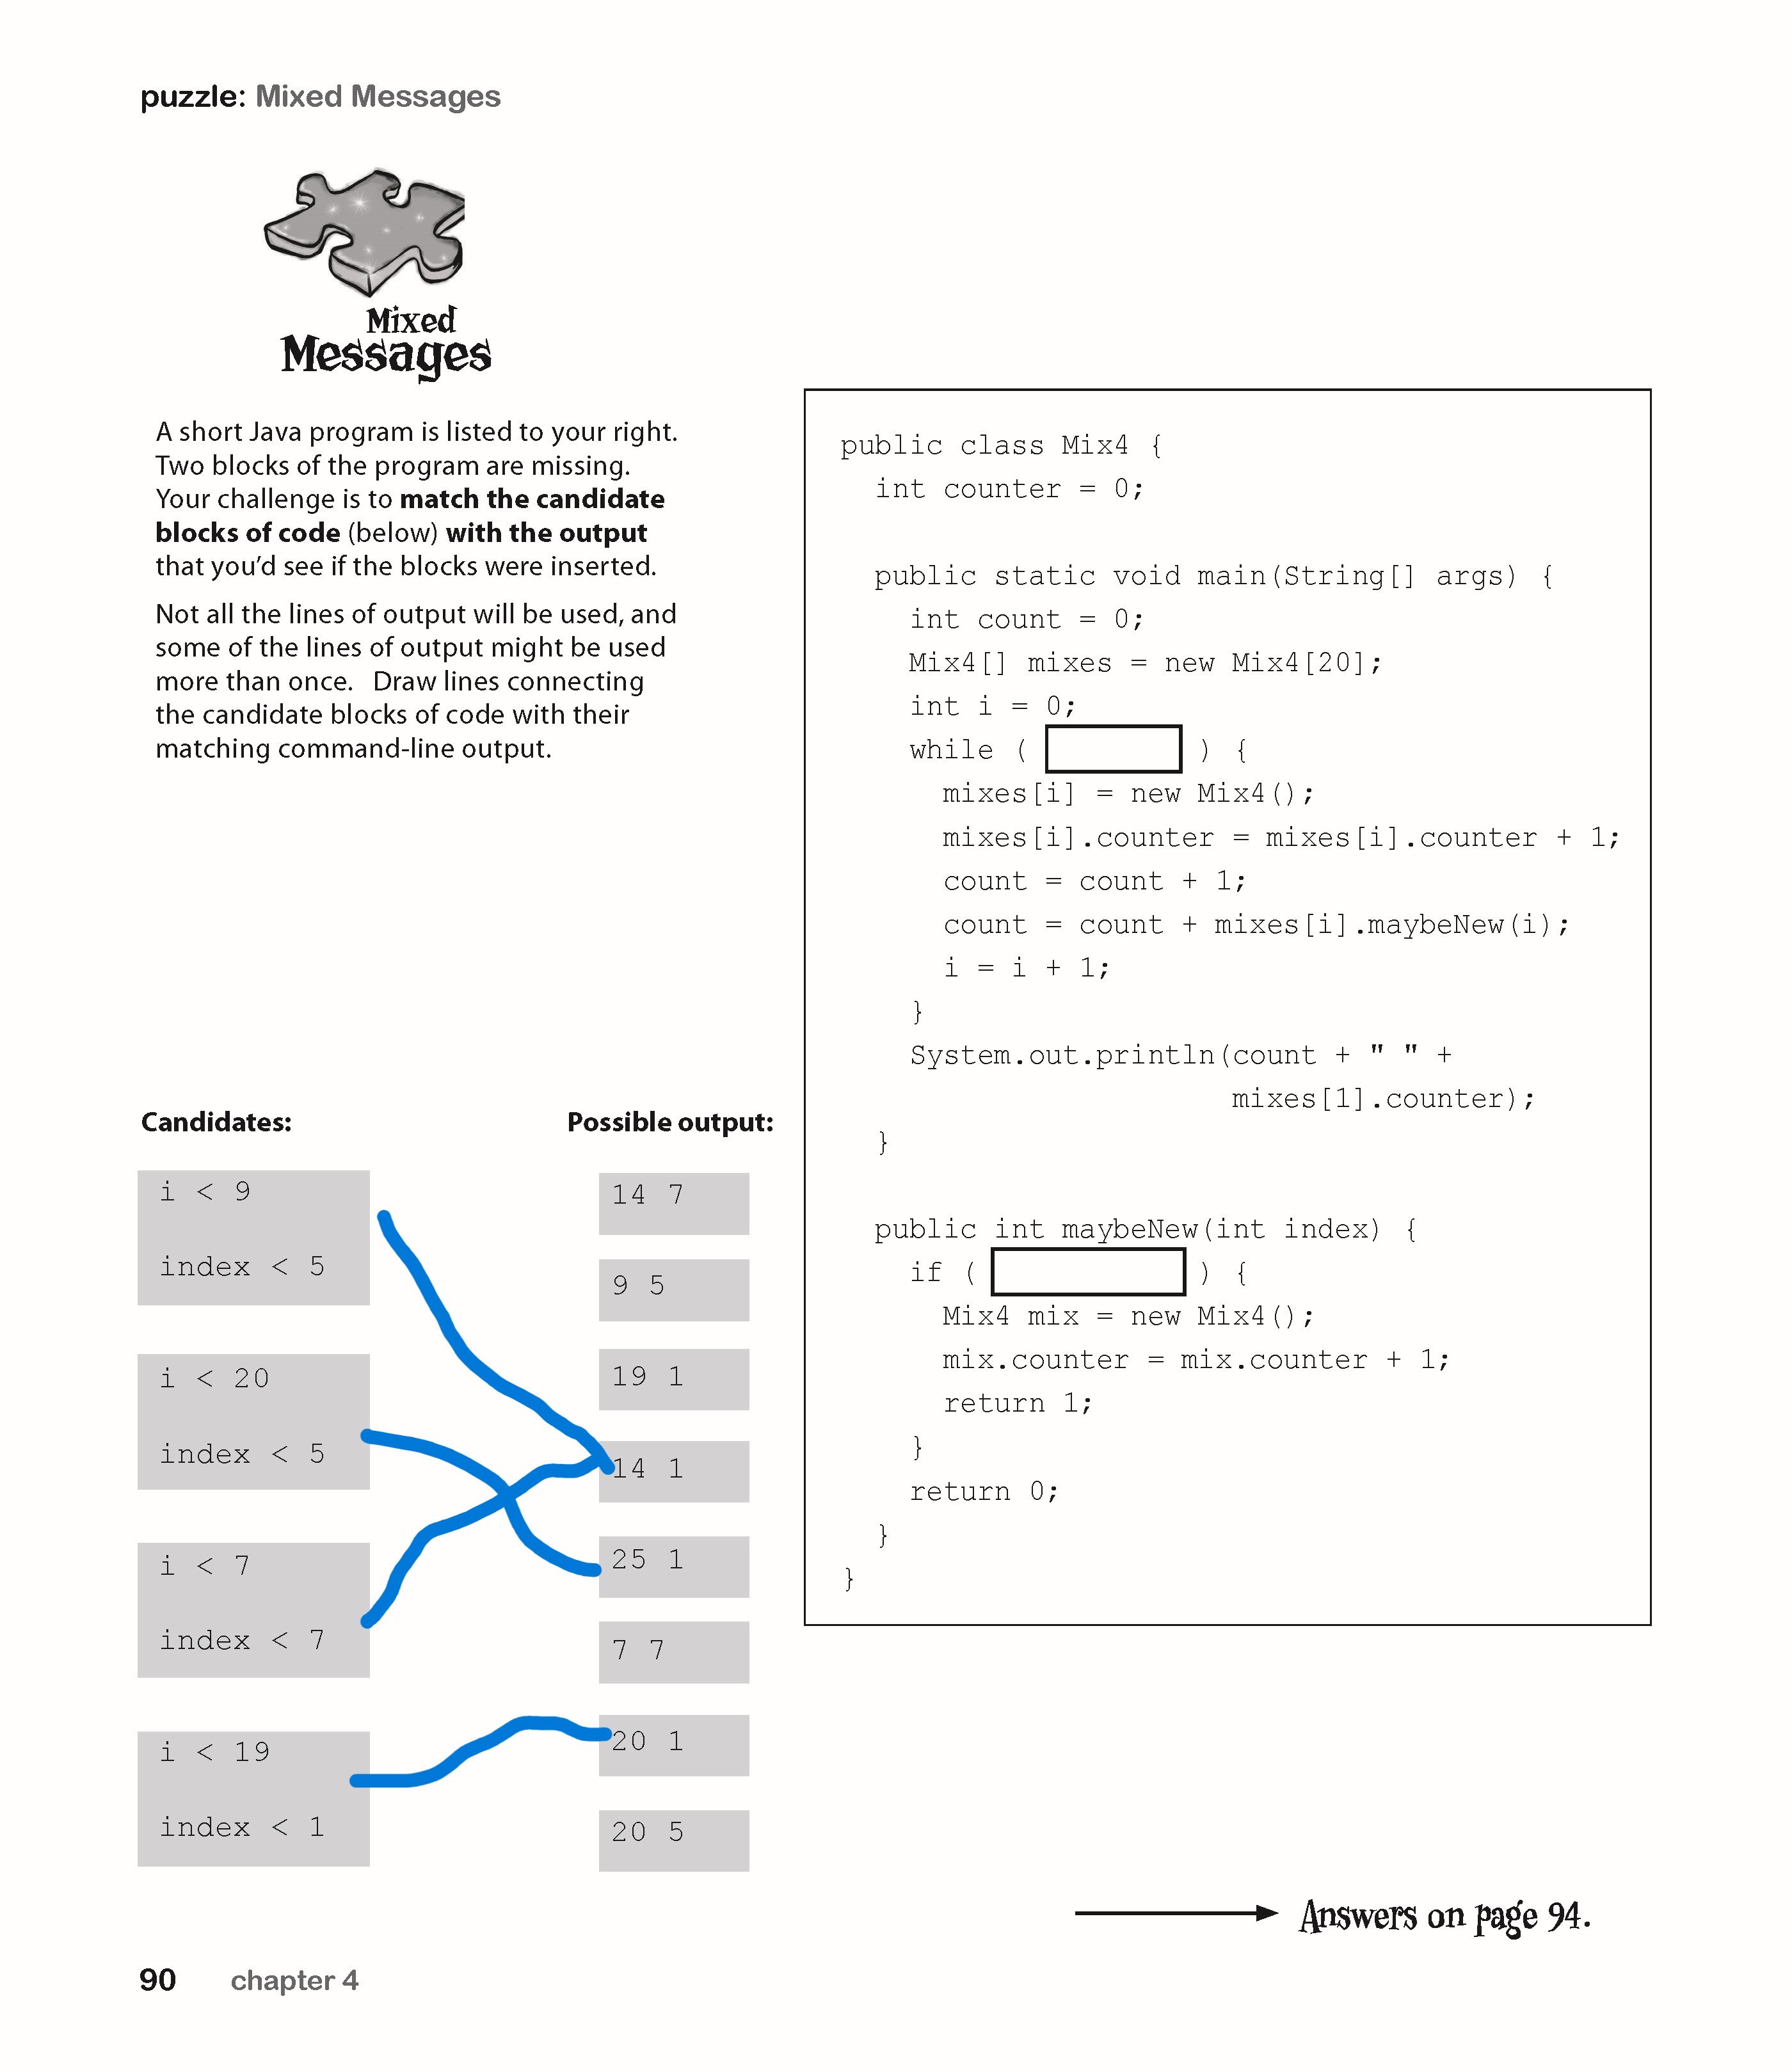 puzzle: Mixed Messages
Mixed
Messages
A short Java program is listed to your right.
Two blocks of the program are missing.
Your challenge is to match the candidate
blocks of code (below) with the output
that you'd see if the blocks were inserted.
Not all the lines of output will be used, and
some of the lines of output might be used
more than once. Draw lines connecting
the candidate blocks of code with their
matching command-line output.
Candidates:
i < 9
index < 5
i < 20
index < 5
i < 7
index < 7
i < 19
index < 1
Possible output:
14 7
9 5
19 1
14 1
25 1
7 7
20 1
20 5
public class Mix4 {
int counter = 0;
public static void main(String[] args) {
int count = 0;
Mix4[] mixes = new Mix4[20];
int i = 0;
while ( ) {
mixes[i] = new Mix4();
mixes[i].counter = mixes[i].counter + 1;
count = count + 1;
count = count + mixes[i].maybeNew(i);
i = i + 1;
}
System.out.println(count + " " +
mixes[1].counter);
}
public int maybeNew(int index) {
if ( ) {
Mix4 mix = new Mix4();
mix.counter = mix.counter + 1;
return 1;
}
return 0;
}
}
Answers on page 94.
90 chapter 4